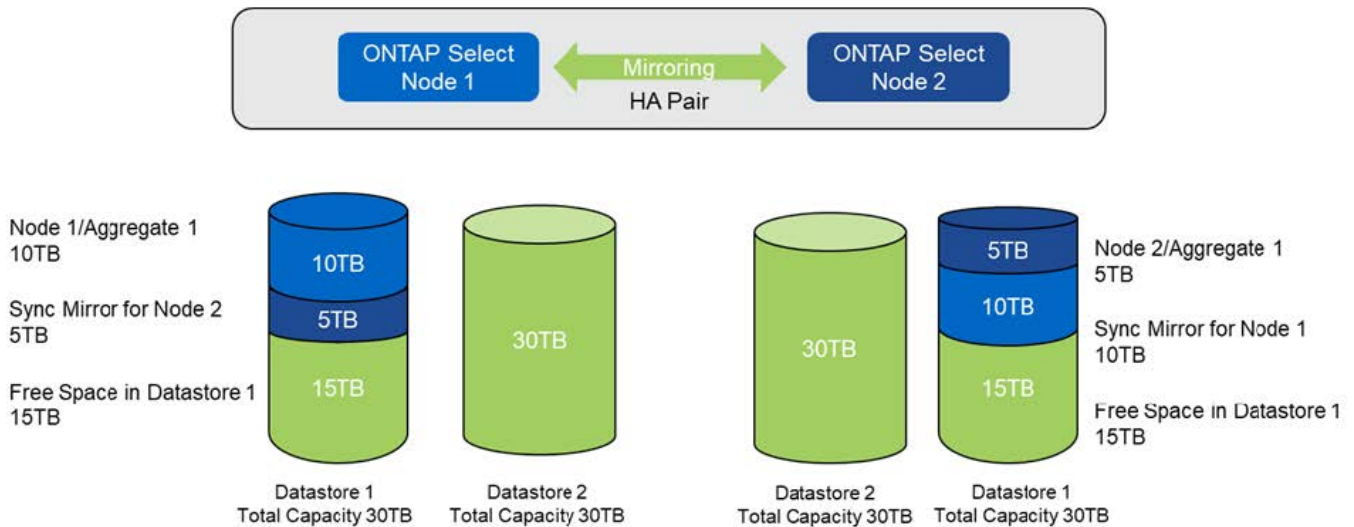 ONTAP Select
Node 1
Mirroring
HA Pair
ONTAP Select
Node 2
Node 1/Aggregate 1
10TB
Sync Mirror for Node 2
5TB
Free Space in Datastore 1
15TB
10TB
5TB
15TB
Datastore 1
Total Capacity 30TB
30TB
Datastore 2
Total Capacity 30TB
30TB
Datastore 2
Total Capacity 30TB
5TB
10TB
15TB
Datastore 1
Total Capacity 30TB
Node 2/Aggregate 1
5TB
Sync Mirror for Node 1
10TB
Free Space in Datastore 1
15TB